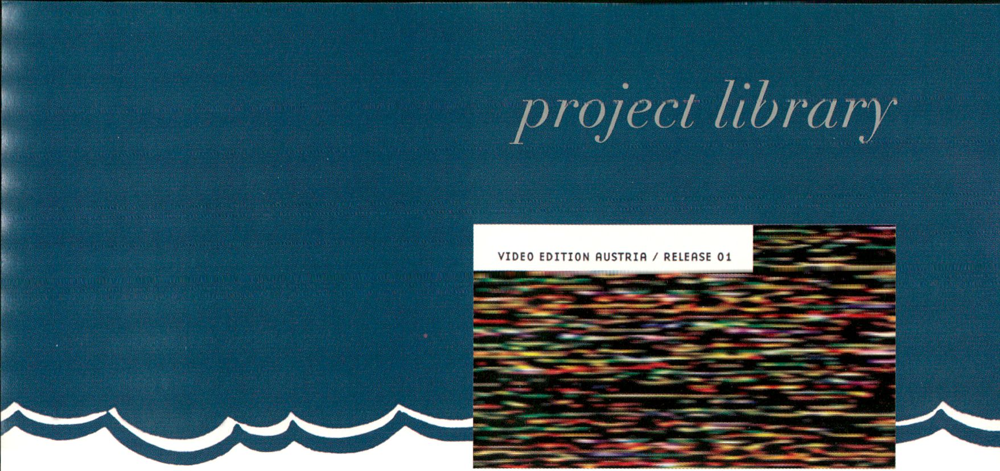 project library
VIDEO EDITION AUSTRIA / RELEASE 01